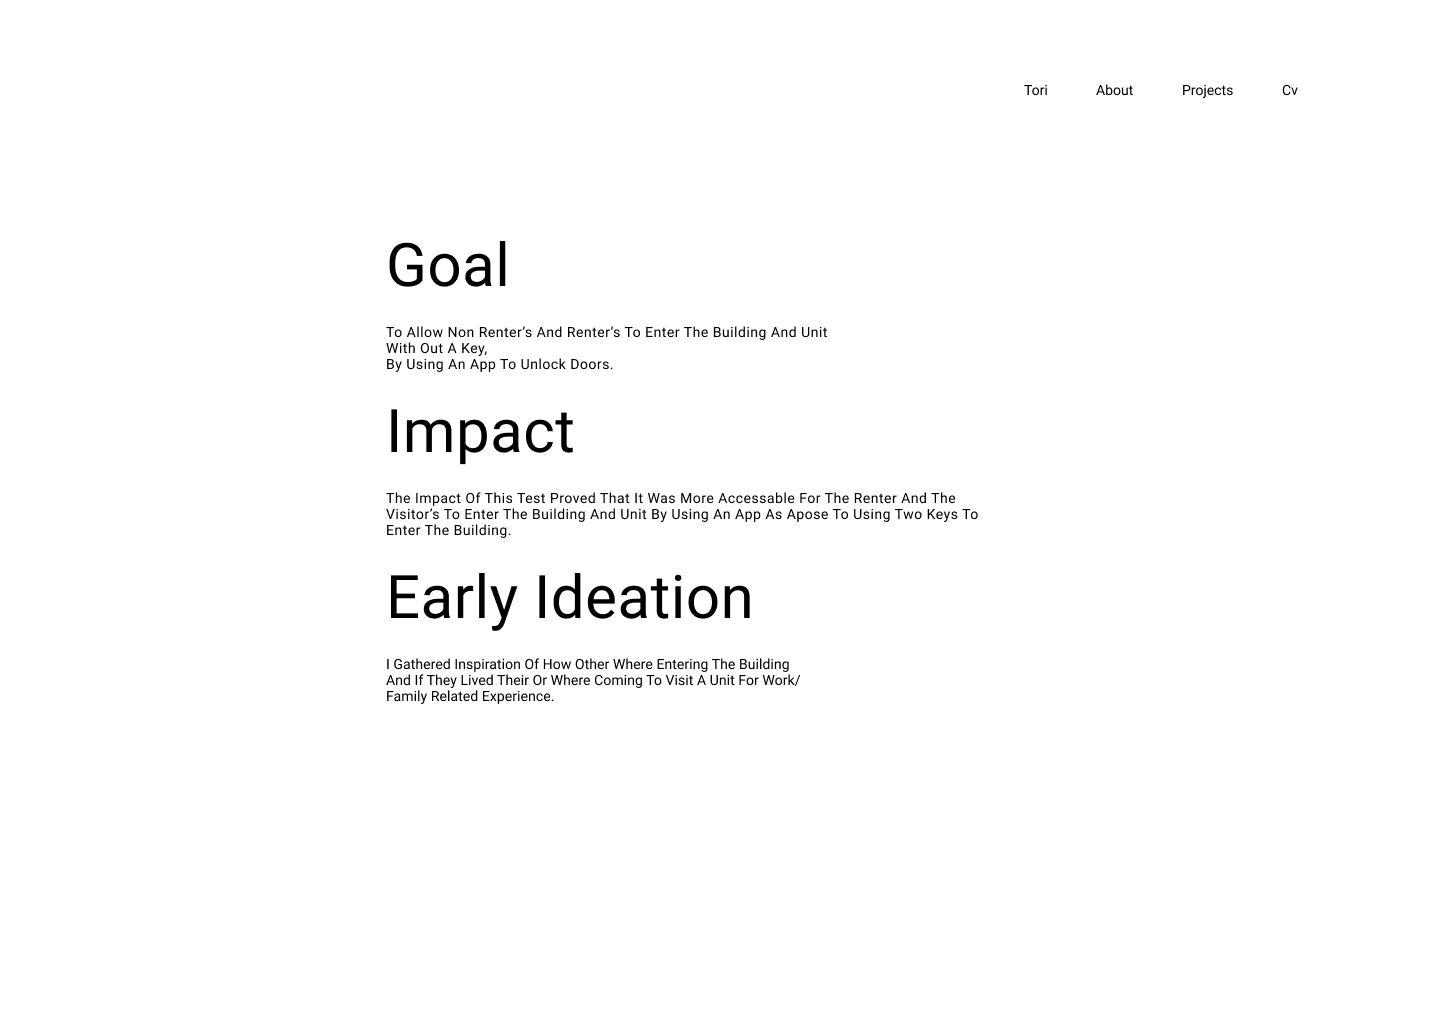 Tori About Projects Cv
Goal
To Allow Non Renter’s And Renter’s To Enter The Building And Unit
With Out A Key,
By Using An App To Unlock Doors.
Impact
The Impact Of This Test Proved That It Was More Accessable For The Renter And The
Visitor’s To Enter The Building And Unit By Using An App As Apose To Using Two Keys To
Enter The Building.
Early Ideation
I Gathered Inspiration Of How Other Where Entering The Building
And If They Lived Their Or Where Coming To Visit A Unit For Work/
Family Related Experience.